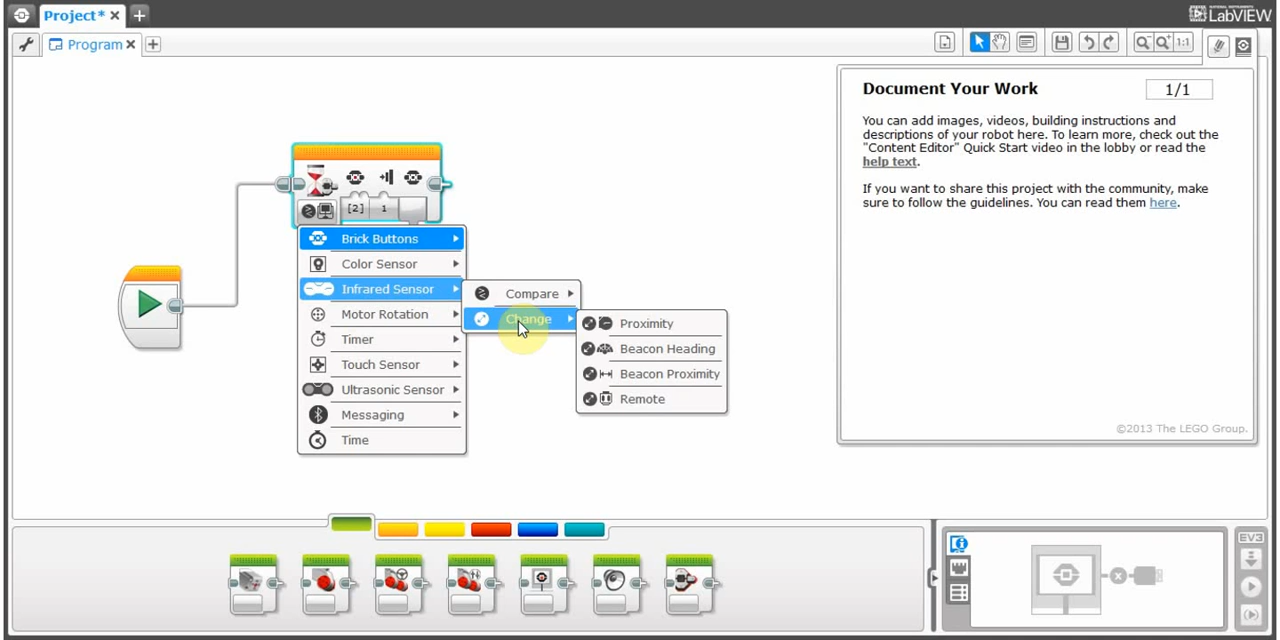 Project*
NATIONAL INSTRUMENTS
LabVIEW
Program
1:1
Document Your Work
1/1
You can add images, videos, building instructions and
descriptions of your robot here. To learn more, check out the
"Content Editor" Quick Start video in the lobby or read the
help text.
If you want to share this project with the community, make
sure to follow the guidelines. You can read them here.
©2013 The LEGO Group.
[2] 1
Brick Buttons
Color Sensor
Infrared Sensor
Motor Rotation
Timer
Touch Sensor
Ultrasonic Sensor
Messaging
Time
Compare
Change
Proximity
Beacon Heading
Beacon Proximity
Remote
EV3